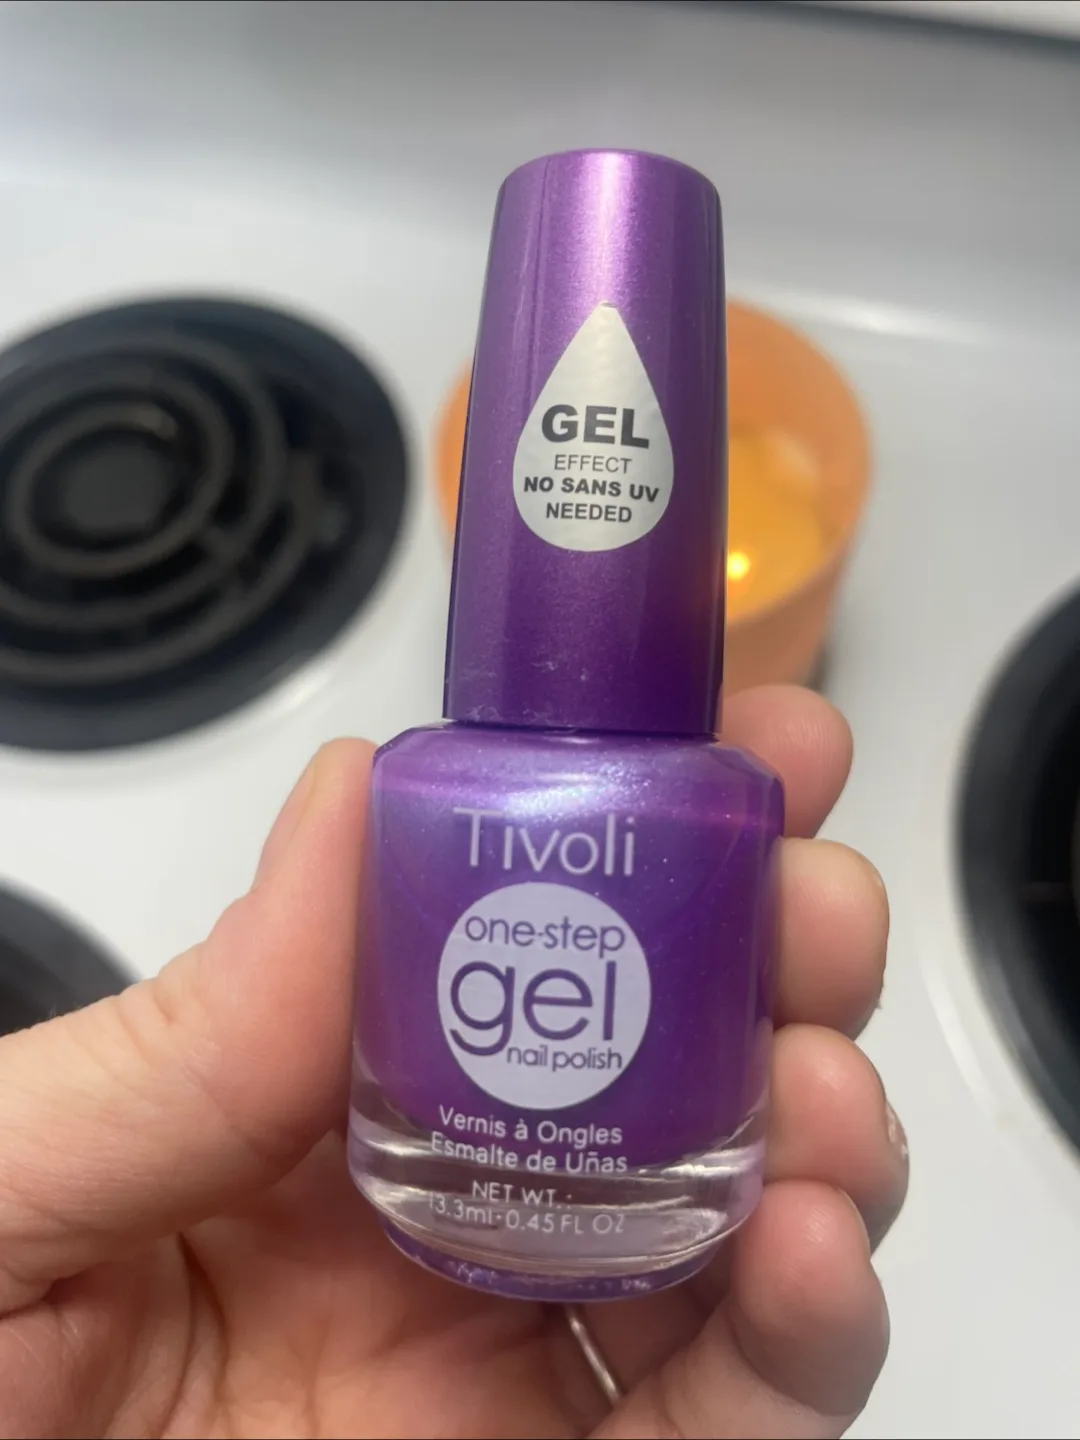 GEL
EFFECT
NO SANS UV
NEEDED
Tivoli
one-step
gel
nail polish
Vernis à Ongles
Esmalte de Uñas
NET WT.:
13.3ml·0.45 FL OZ